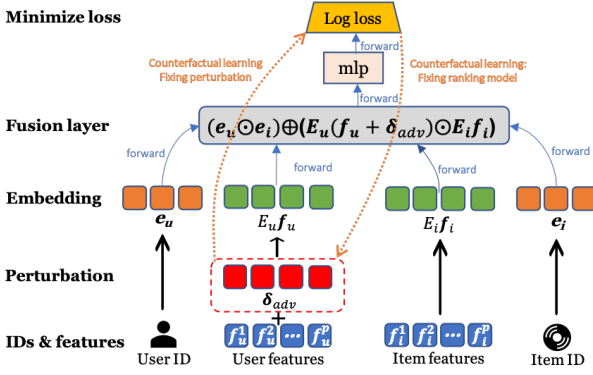 Minimize loss
Log loss
forward
Counterfactual learning
Fixing perturbation
Counterfactual learning:
Fixing ranking model
mlp
forward
Fusion layer
(e_u⊙e_i)⊕(E_u(f_u + δ_adv)⊙E_i f_i)
forward
forward
forward
forward
Embedding
e_u
E_u f_u
E_i f_i
e_i
Perturbation
δ_adv
+
IDs & features
f_u^1 f_u^2 ... f_u^p
f_i^1 f_i^2 ... f_i^p
User ID
User features
Item features
Item ID